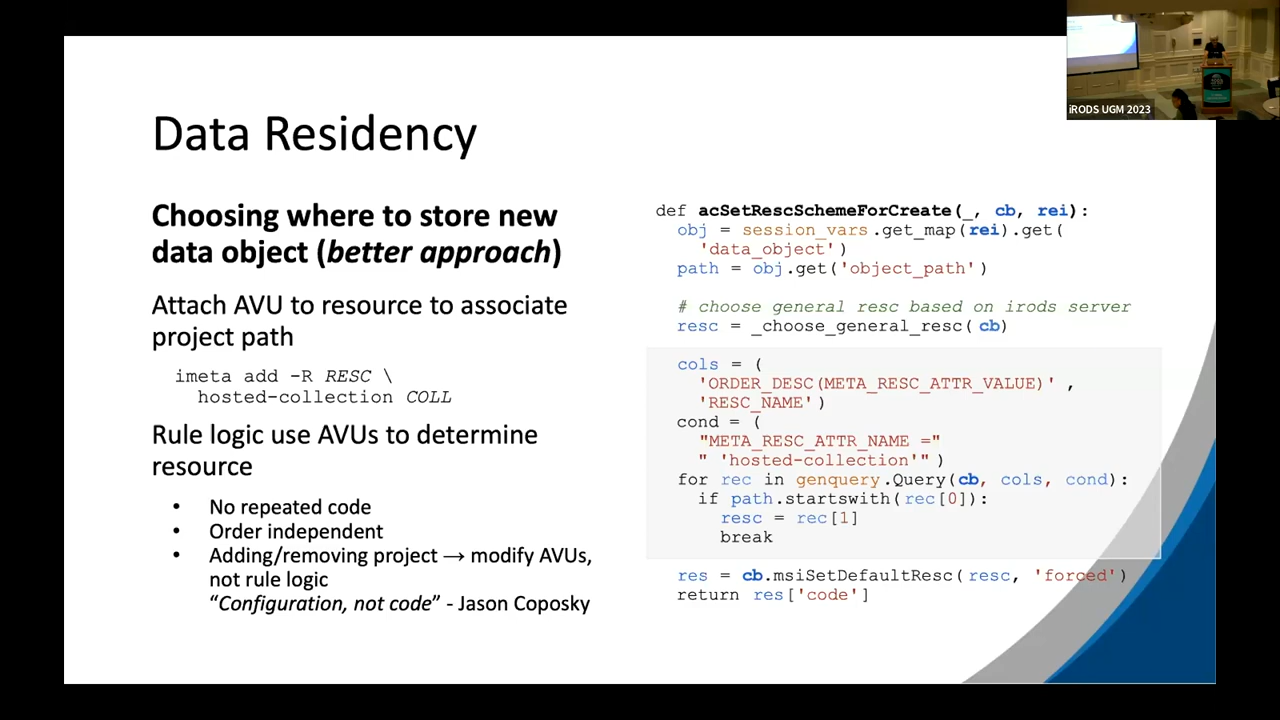 iRODS UGM 2023
Data Residency
Choosing where to store new
data object (better approach)
Attach AVU to resource to associate
project path
imeta add -R RESC \
hosted-collection COLL
Rule logic use AVUs to determine
resource
• No repeated code
• Order independent
• Adding/removing project → modify AVUs,
not rule logic
“Configuration, not code” - Jason Coposky
def acSetRescSchemeForCreate(_, cb, rei):
obj = session_vars.get_map(rei).get(
'data_object')
path = obj.get('object_path')
# choose general resc based on irods server
resc = _choose_general_resc(cb)
cols = (
'ORDER_DESC(META_RESC_ATTR_VALUE)',
'RESC_NAME')
cond = (
"META_RESC_ATTR_NAME ="
" 'hosted-collection'")
for rec in genquery.Query(cb, cols, cond):
if path.startswith(rec[0]):
resc = rec[1]
break
res = cb.msiSetDefaultResc(resc, 'forced')
return res['code']